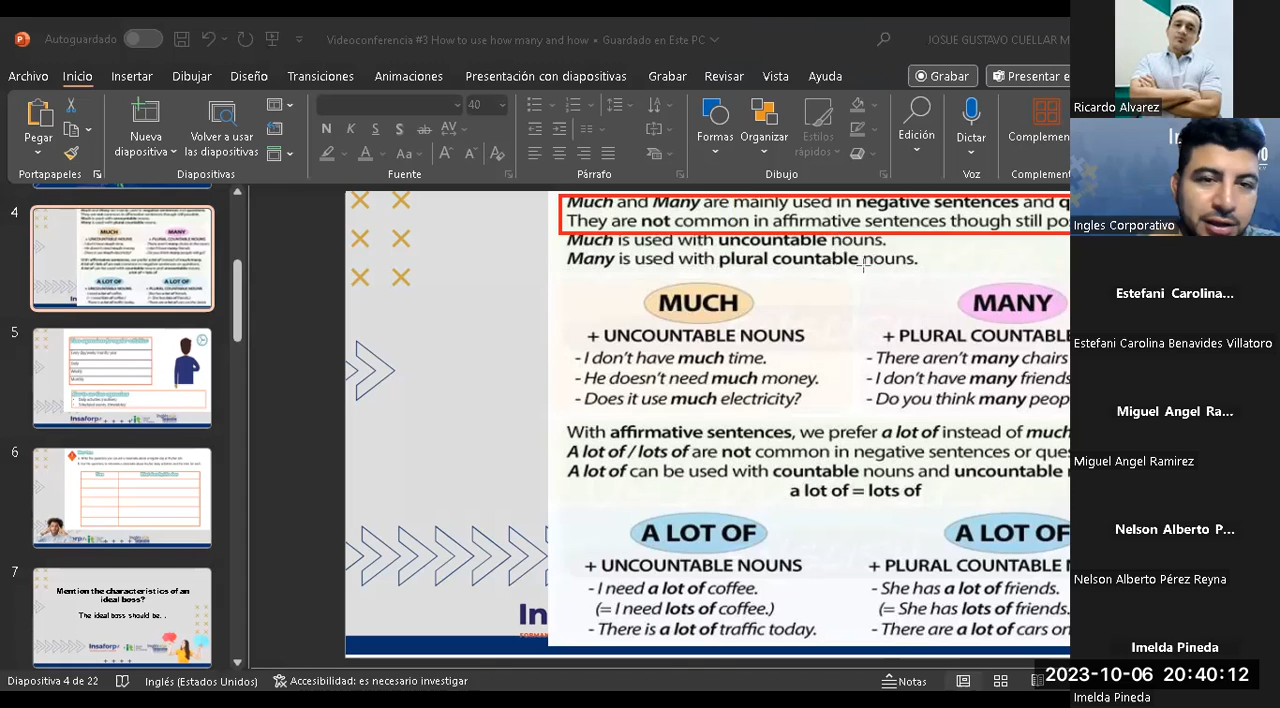 Autoguardado
Videoconferencia #3 How to use how many and how • Guardado en Este PC
JOSUE GUSTAVO CUELLAR M
Archivo Inicio Insertar Dibujar Diseño Transiciones Animaciones Presentación con diapositivas Grabar Revisar Vista Ayuda
Grabar
Presentar e
40
Pegar
Nueva diapositiva
Volver a usar las diapositivas
Formas
Organizar
Estilos rápidos
Edición
Dictar
Complemen
Portapapeles
Diapositivas
Fuente
Párrafo
Dibujo
Voz
Complemen
4
5
6
7
Mention the characteristics of an
ideal boss?
The ideal boss should be...
Much and Many are mainly used in negative sentences and q
They are not common in affirmative sentences though still po
Much is used with uncountable nouns.
Many is used with plural countable nouns.
MUCH
+ UNCOUNTABLE NOUNS
- I don't have much time.
- He doesn't need much money.
- Does it use much electricity?
MANY
+ PLURAL COUNTABLE
- There aren't many chairs
- I don't have many friends
- Do you think many peop
With affirmative sentences, we prefer a lot of instead of much
A lot of / lots of are not common in negative sentences or ques
A lot of can be used with countable nouns and uncountable n
a lot of = lots of
A LOT OF
+ UNCOUNTABLE NOUNS
- I need a lot of coffee.
(= I need lots of coffee.)
- There is a lot of traffic today.
A LOT OF
+ PLURAL COUNTABLE N
- She has a lot of friends.
(= She has lots of friends.
- There are a lot of cars on
In
Diapositiva 4 de 22
Inglés (Estados Unidos)
Accesibilidad: es necesario investigar
Notas
Ricardo Alvarez
Ingles Corporativo
Estefani Carolina...
Estefani Carolina Benavides Villatoro
Miguel Angel Ra...
Miguel Angel Ramirez
Nelson Alberto P...
Nelson Alberto Pérez Reyna
Imelda Pineda
2023-10-06 20:40:12
Imelda Pineda